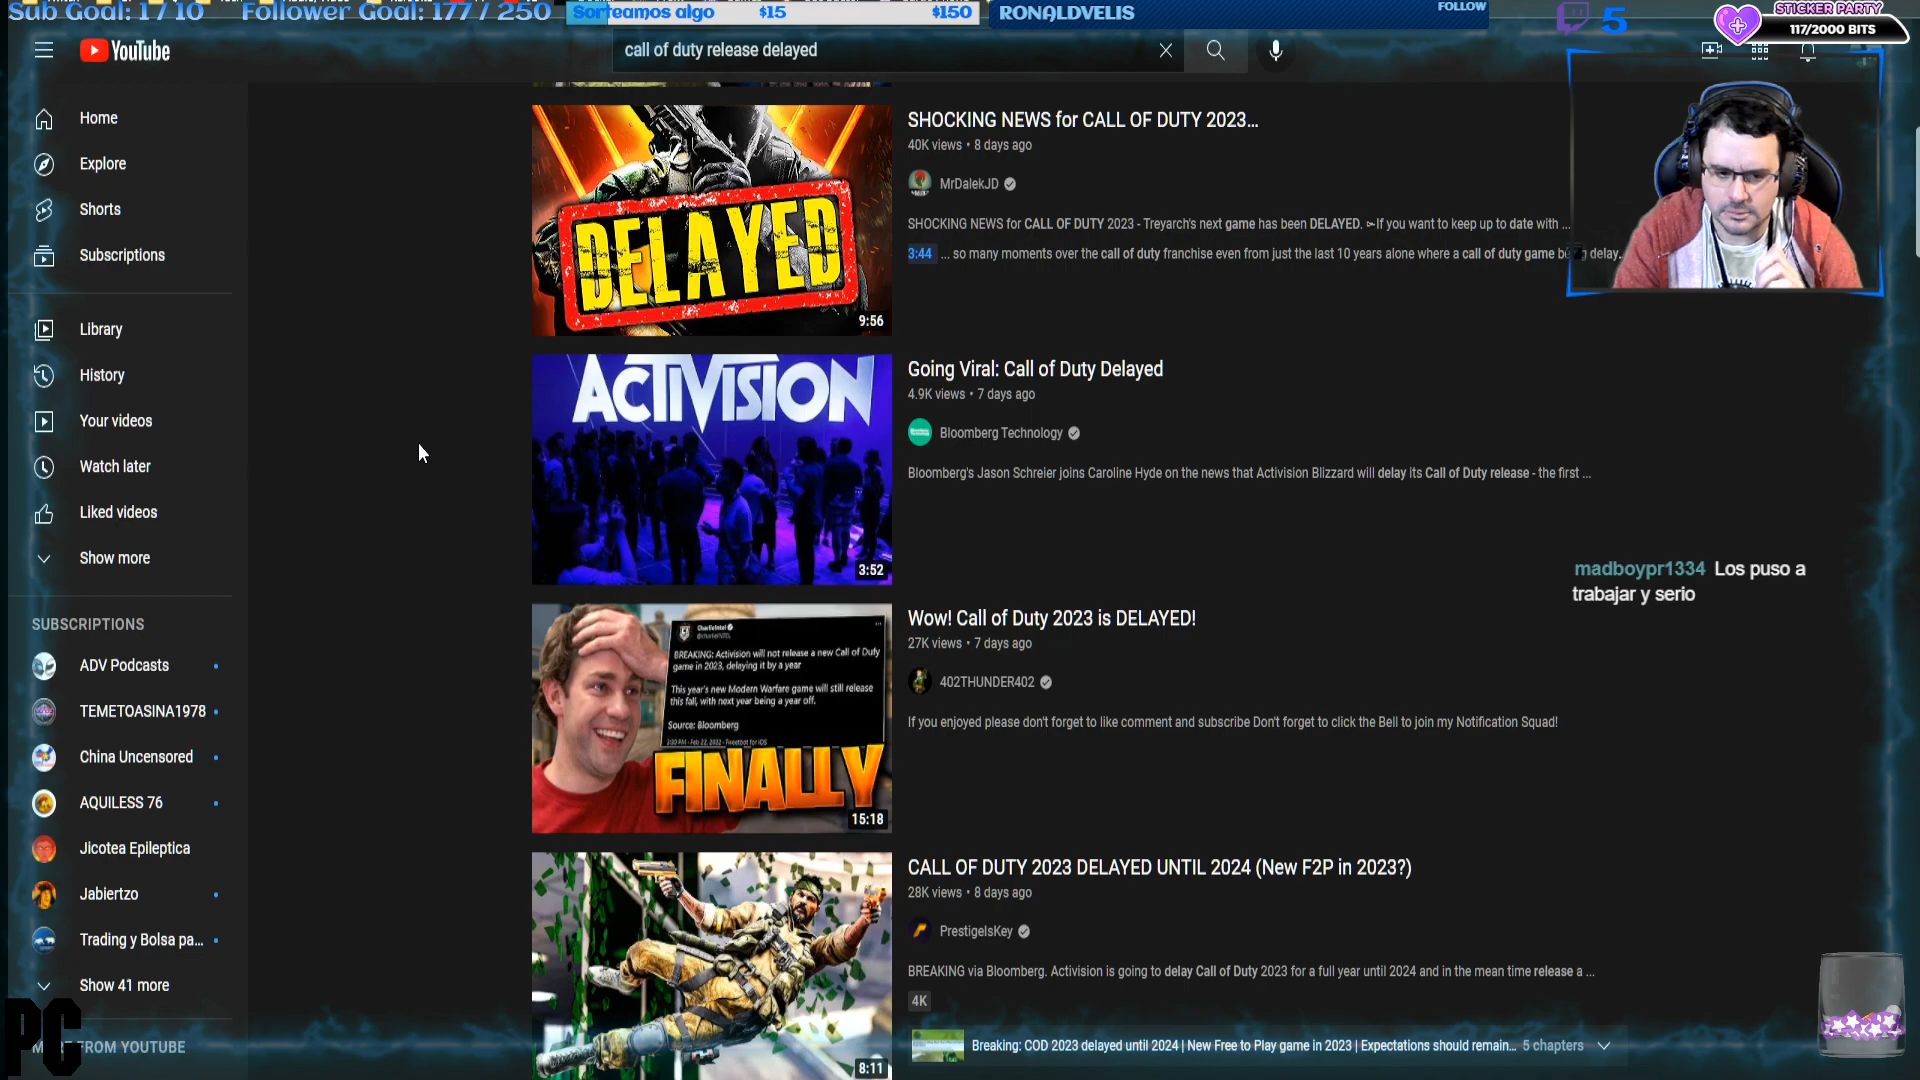 Sub Goal: 1 / 10
Follower Goal: 177 / 250
Sorteamos algo $15 $150
RONALDVELIS
FOLLOW
5
STICKER PARTY
117/2000 BITS
YouTube
call of duty release delayed
Home
Explore
Shorts
Subscriptions
Library
History
Your videos
Watch later
Liked videos
Show more
SUBSCRIPTIONS
ADV Podcasts
TEMETOASINA1978
China Uncensored
AQUILESS 76
Jicotea Epileptica
Jabiertzo
Trading y Bolsa pa...
Show 41 more
FROM YOUTUBE
PC
DELAYED
9:56
SHOCKING NEWS for CALL OF DUTY 2023...
40K views • 8 days ago
MrDalekJD
SHOCKING NEWS for CALL OF DUTY 2023 - Treyarch's next game has been DELAYED. ➳If you want to keep up to date with ...
3:44 ... so many moments over the call of duty franchise even from just the last 10 years alone where a call of duty game delay...
ACTIVISION
3:52
Going Viral: Call of Duty Delayed
4.9K views • 7 days ago
Bloomberg Technology
Bloomberg's Jason Schreier joins Caroline Hyde on the news that Activision Blizzard will delay its Call of Duty release - the first ...
madboypr1334 Los puso a
trabajar y serio
CharlieIntel
@charlieINTEL
BREAKING: Activision will not release a new Call of Duty
game in 2023, delaying it by a year
This year's new Modern Warfare game will still release
this fall, with next year being a year off.
Source: Bloomberg
2:30 PM · Feb 22, 2022 · Tweetbot for iOS
FINALLY
15:18
Wow! Call of Duty 2023 is DELAYED!
27K views • 7 days ago
402THUNDER402
If you enjoyed please don't forget to like comment and subscribe Don't forget to click the Bell to join my Notification Squad!
8:11
CALL OF DUTY 2023 DELAYED UNTIL 2024 (New F2P in 2023?)
28K views • 8 days ago
PrestigeIsKey
BREAKING via Bloomberg. Activision is going to delay Call of Duty 2023 for a full year until 2024 and in the mean time release a ...
4K
Breaking: COD 2023 delayed until 2024 | New Free to Play game in 2023 | Expectations should remain... 5 chapters